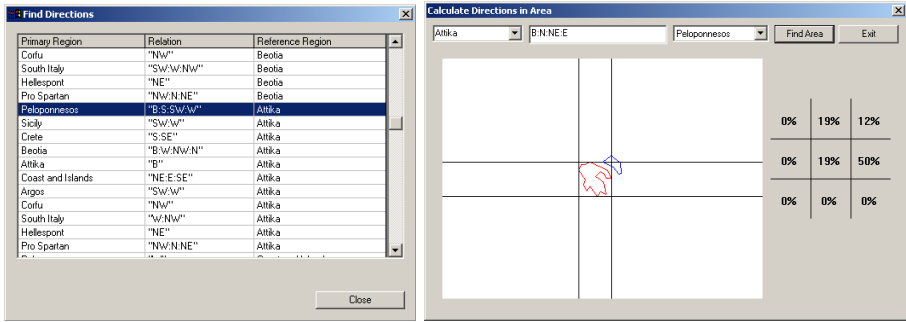 Find Directions
Primary Region Relation Reference Region
Corfu "NW" Beotia
South Italy "SW:W:NW" Beotia
Hellespont "NE" Beotia
Pro Spartan "NW:N:NE" Beotia
Peloponnesos "B:S:SW:W" Attika
Sicily "SW:W" Attika
Crete "S:SE" Attika
Beotia "B:W:NW:N" Attika
Attika "B" Attika
Coast and Islands "NE:E:SE" Attika
Argos "SW:W" Attika
Corfu "NW" Attika
South Italy "W:NW" Attika
Hellespont "NE" Attika
Pro Spartan "NW:N:NE" Attika
Close
Calculate Directions in Area
Attika B:N:NE:E Peloponnesos Find Area Exit
0% 19% 12%
0% 19% 50%
0% 0% 0%